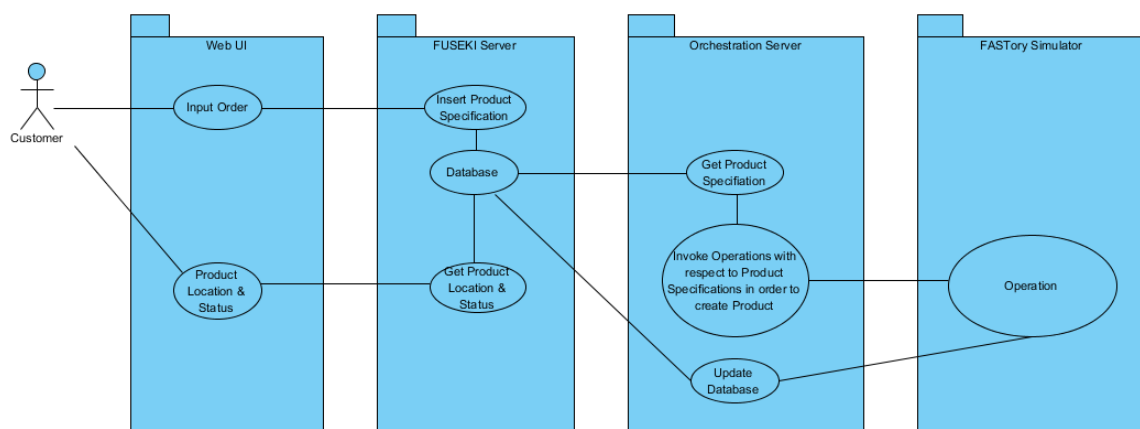 Web UI
FUSEKI Server
Orchestration Server
FASTory Simulator
Customer
Input Order
Insert Product
Specification
Database
Get Product
Specifiation
Product
Location &
Status
Get Product
Location &
Status
Invoke Operations with
respect to Product
Specifications in order to
create Product
Operation
Update
Database